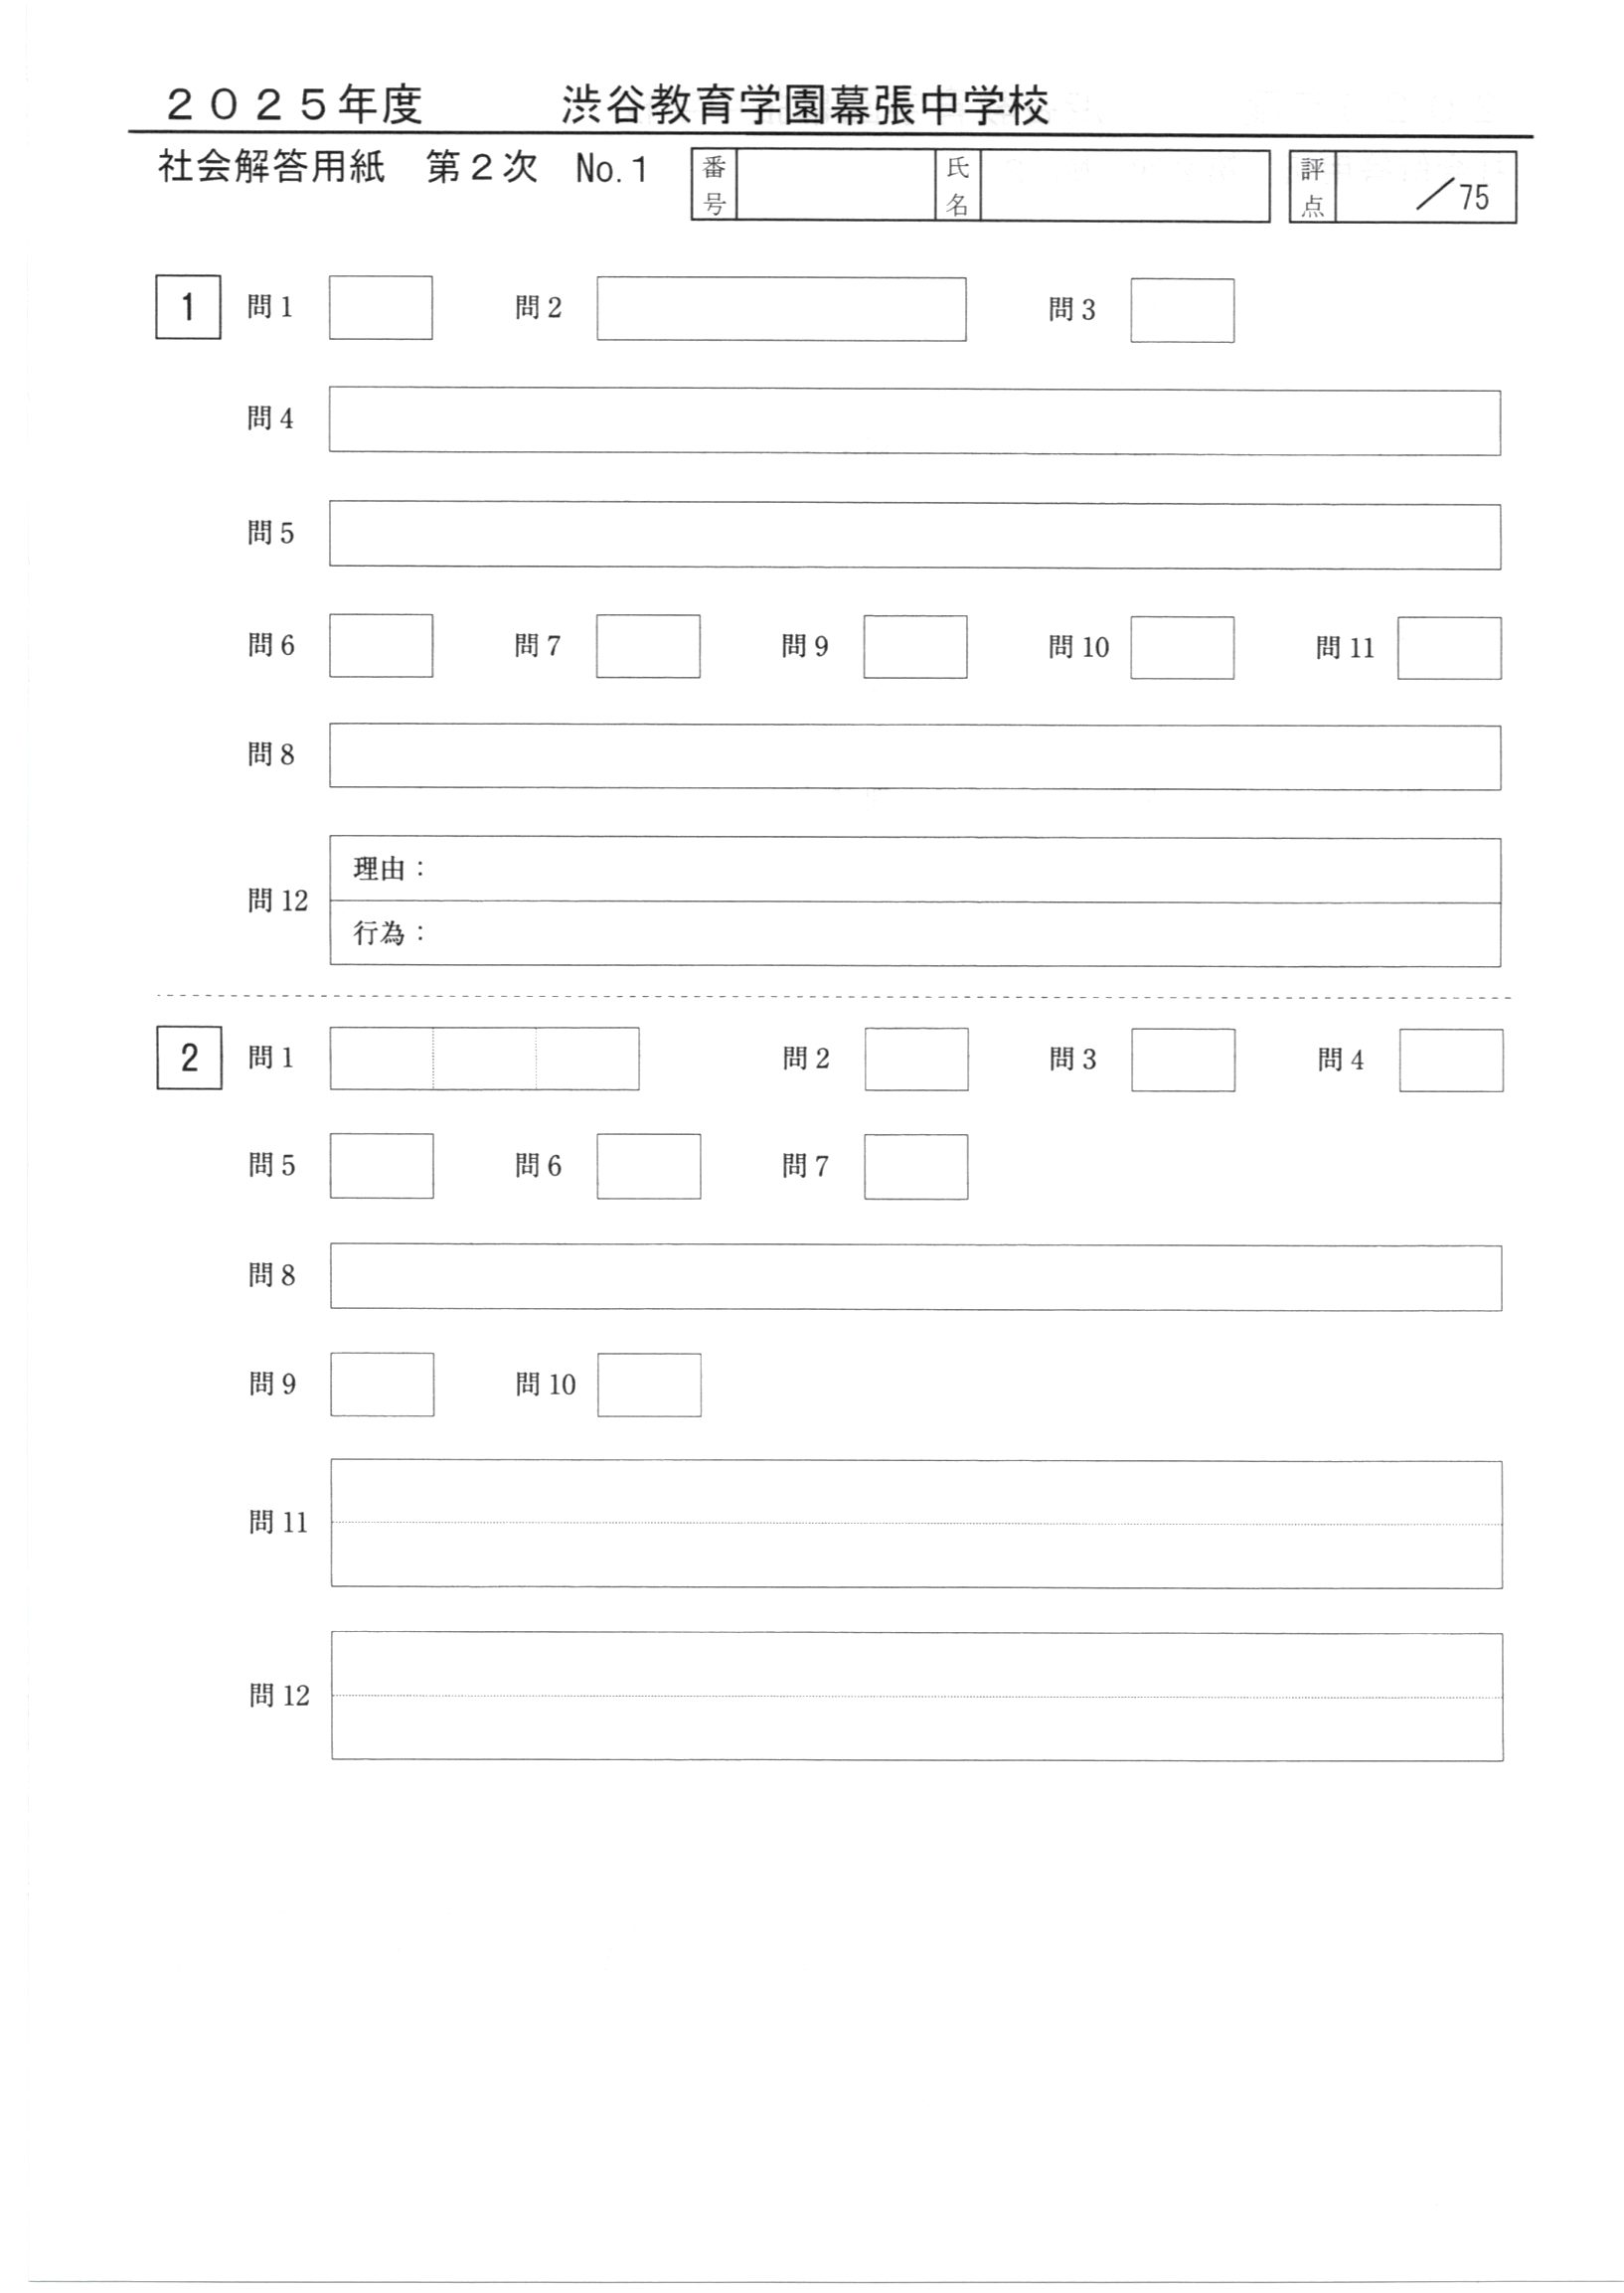 2025年度 渋谷教育学園幕張中学校
社会解答用紙 第2次 No.1 番号 氏名 評点 /75
1 問1 問2 問3
問4
問5
問6 問7 問9 問10 問11
問8
問12 理由:
行為:
2 問1 問2 問3 問4
問5 問6 問7
問8
問9 問10
問11
問12